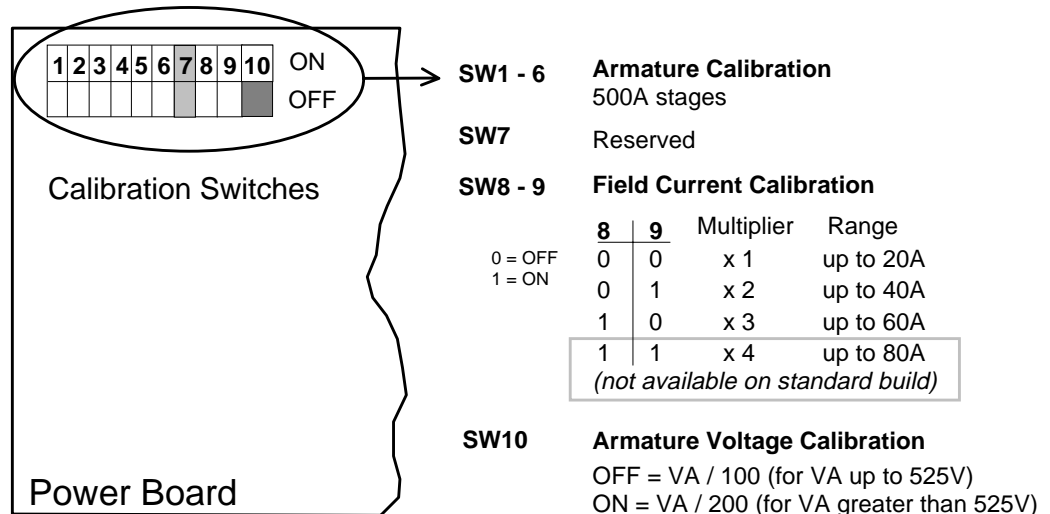 1 2 3 4 5 6 7 8 9 10 ON
OFF
Calibration Switches
Power Board
SW1 - 6 Armature Calibration
500A stages
SW7 Reserved
SW8 - 9 Field Current Calibration
8 9 Multiplier Range
0 = OFF
1 = ON
0 0 x 1 up to 20A
0 1 x 2 up to 40A
1 0 x 3 up to 60A
1 1 x 4 up to 80A
(not available on standard build)
SW10 Armature Voltage Calibration
OFF = VA / 100 (for VA up to 525V)
ON = VA / 200 (for VA greater than 525V)